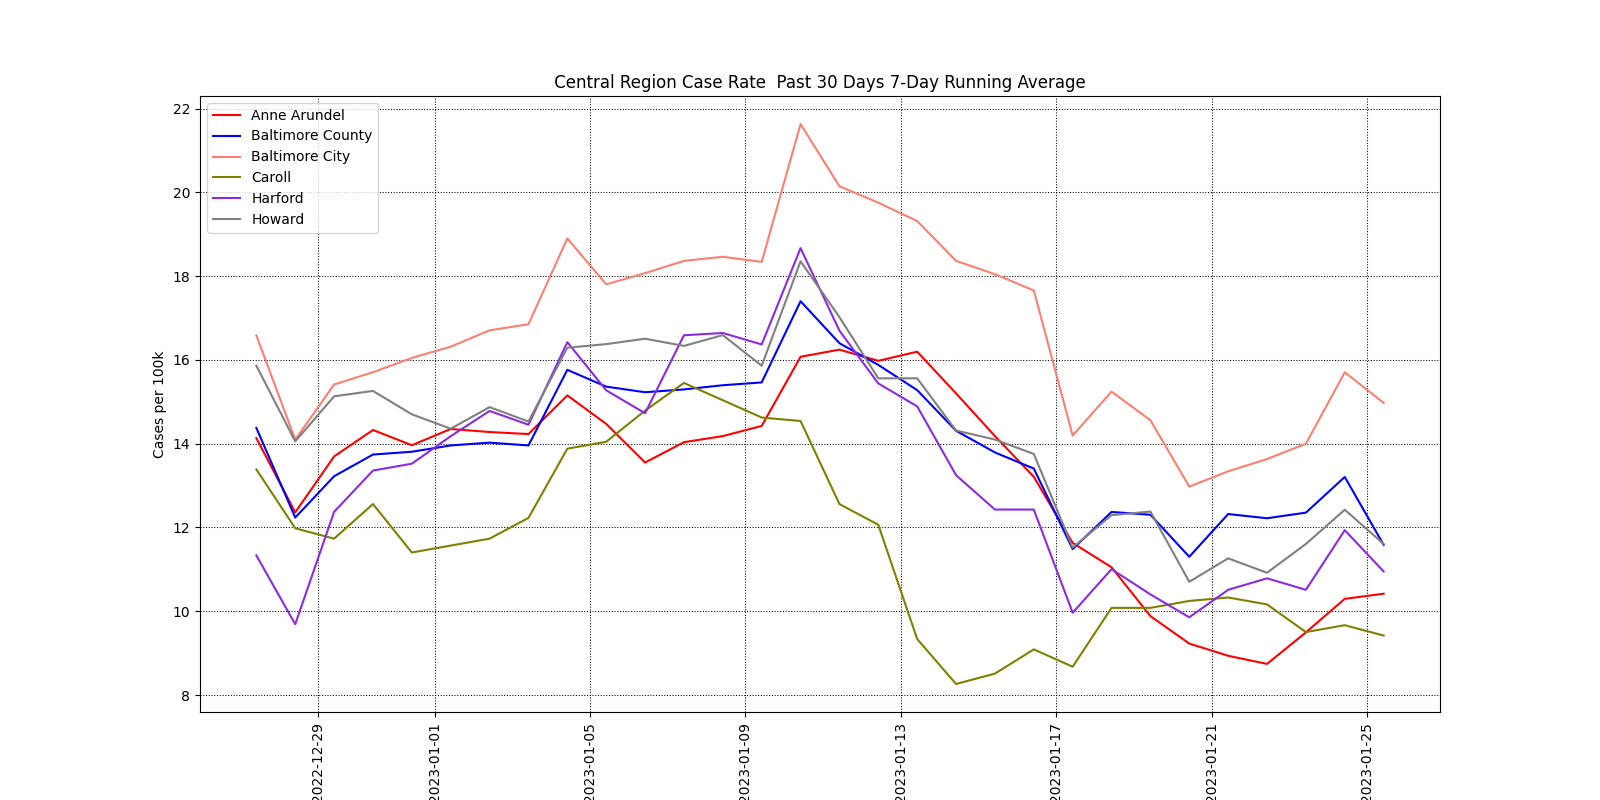 Central Region Case Rate  Past 30 Days 7-Day Running Average
Cases per 100k
22
20
18
16
14
12
10
8
Anne Arundel
Baltimore County
Baltimore City
Caroll
Harford
Howard
2022-12-29
2023-01-01
2023-01-05
2023-01-09
2023-01-13
2023-01-17
2023-01-21
2023-01-25